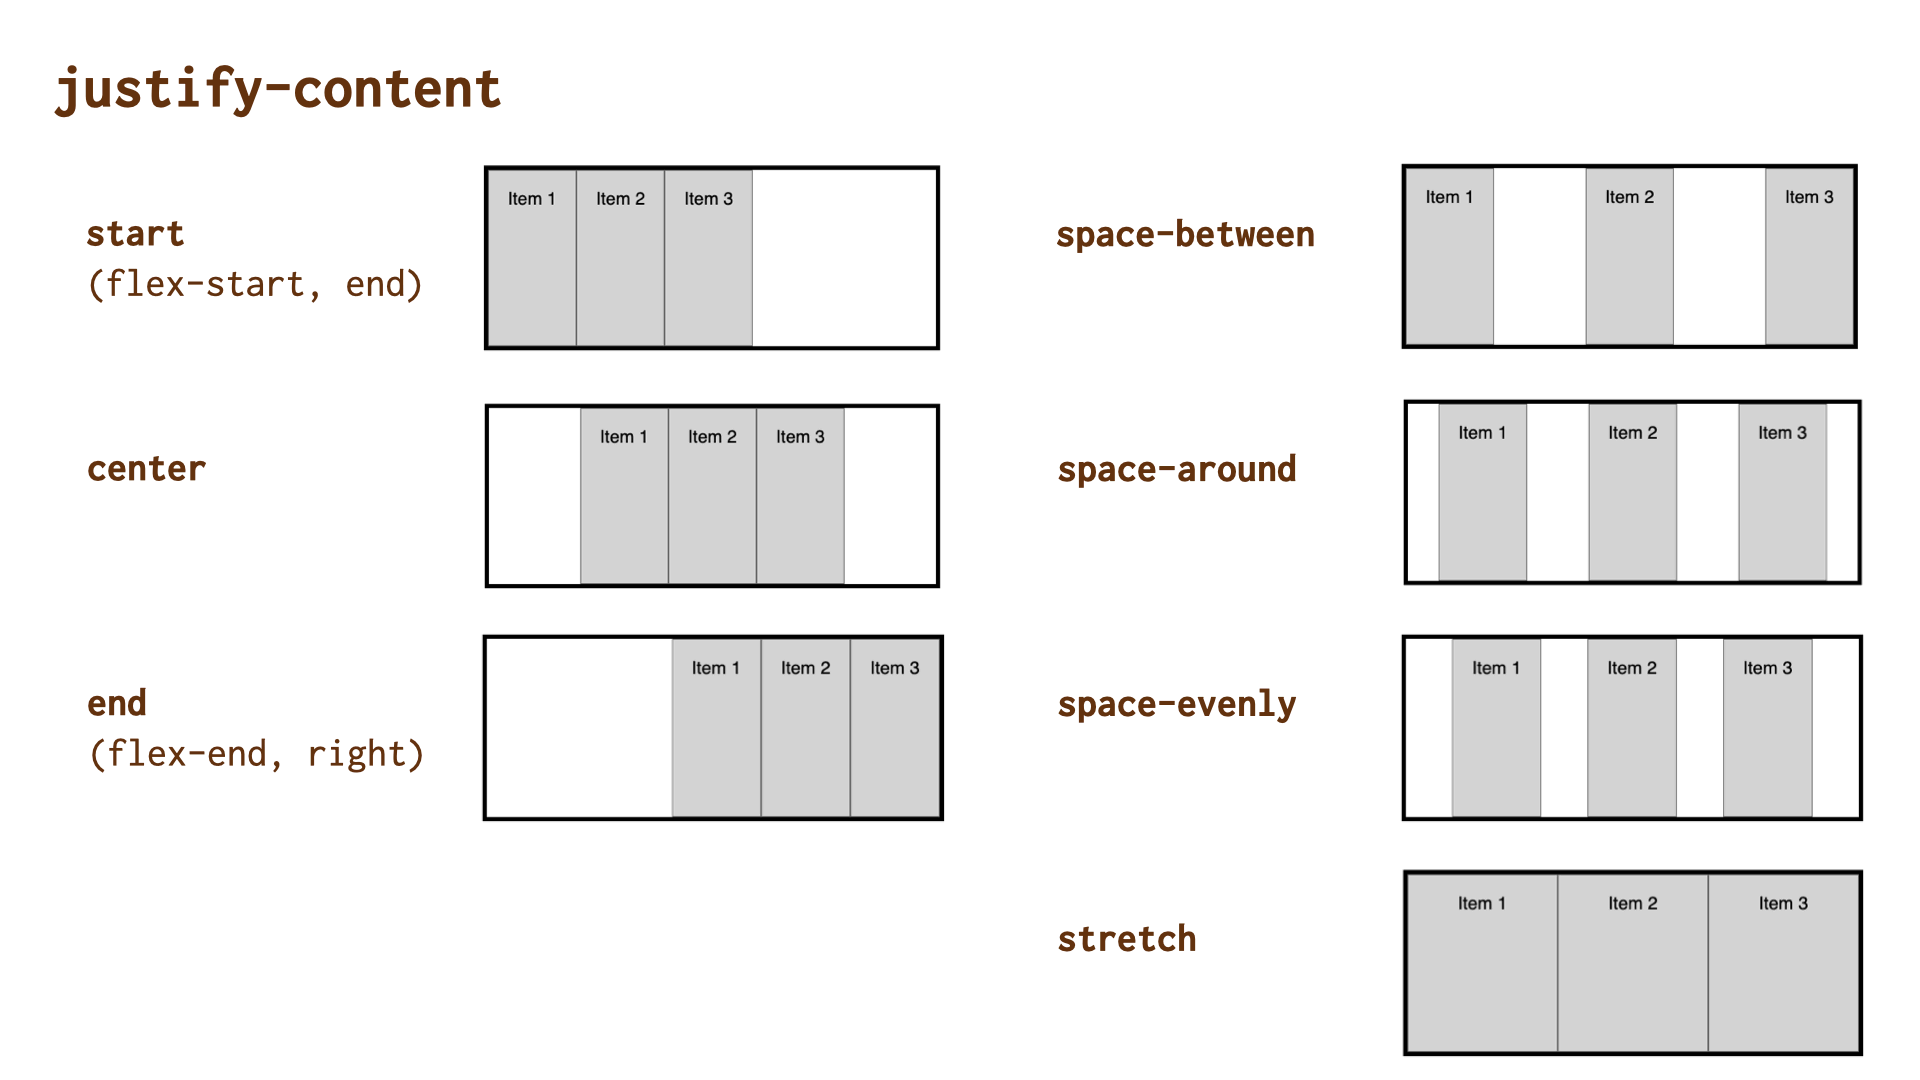 justify-content
start
(flex-start, end)
Item 1 Item 2 Item 3
center
Item 1 Item 2 Item 3
end
(flex-end, right)
Item 1 Item 2 Item 3
space-between
Item 1 Item 2 Item 3
space-around
Item 1 Item 2 Item 3
space-evenly
Item 1 Item 2 Item 3
stretch
Item 1 Item 2 Item 3